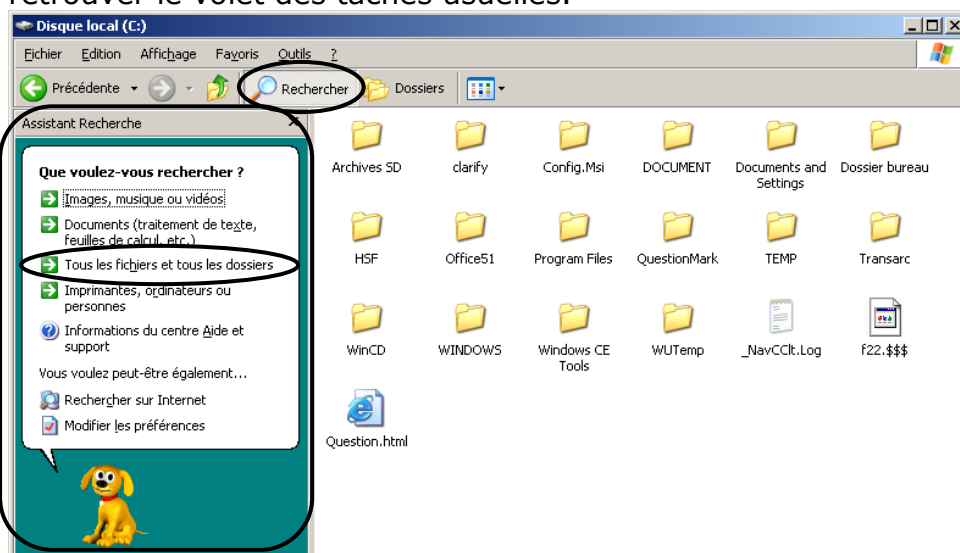 retrouver le volet des tâches usuelles.
Disque local (C:)
Fichier Edition Affichage Favoris Outils ?
Précédente Rechercher Dossiers
Assistant Recherche
Que voulez-vous rechercher ?
Images, musique ou vidéos
Documents (traitement de texte,
feuilles de calcul, etc.)
Tous les fichiers et tous les dossiers
Imprimantes, ordinateurs ou
personnes
Informations du centre Aide et
support
Vous voulez peut-être également...
Rechercher sur Internet
Modifier les préférences
Archives SD clarify Config.Msi DOCUMENT Documents and Dossier bureau
Settings
HSF Office51 Program Files QuestionMark TEMP Transarc
WinCD WINDOWS Windows CE WUTemp _NavCClt.Log f22.$$$
Tools
Question.html